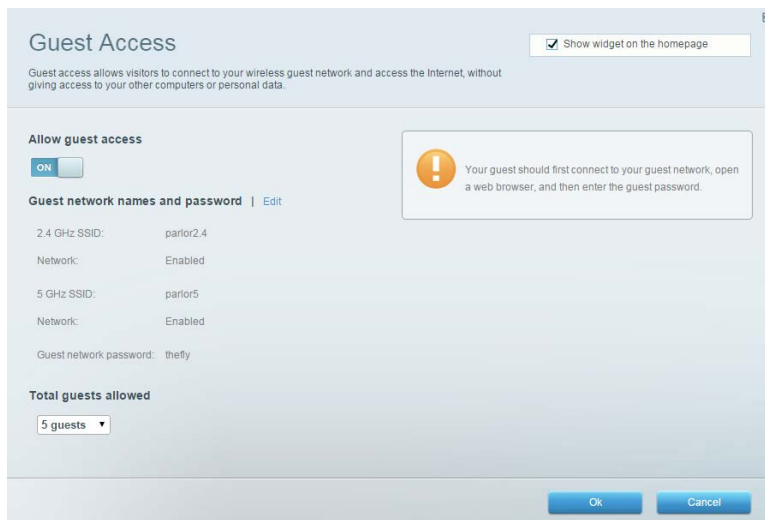 Guest Access
Show widget on the homepage
Guest access allows visitors to connect to your wireless guest network and access the Internet, without
giving access to your other computers or personal data.
Allow guest access
ON
Your guest should first connect to your guest network, open
a web browser, and then enter the guest password.
Guest network names and password | Edit
2.4 GHz SSID: parlor2.4
Network: Enabled
5 GHz SSID: parlor5
Network: Enabled
Guest network password: thefly
Total guests allowed
5 guests
Ok Cancel